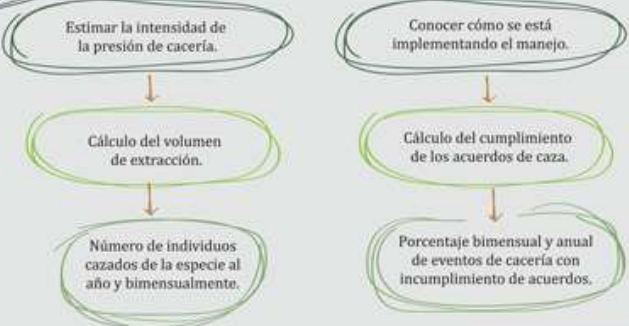 Estimar la intensidad de
la presión de cacería.
Cálculo del volumen
de extracción.
Número de individuos
cazados de la especie al
año y bimensualmente.
Conocer cómo se está
implementando el manejo.
Cálculo del cumplimiento
de los acuerdos de caza.
Porcentaje bimensual y anual
de eventos de cacería con
incumplimiento de acuerdos.